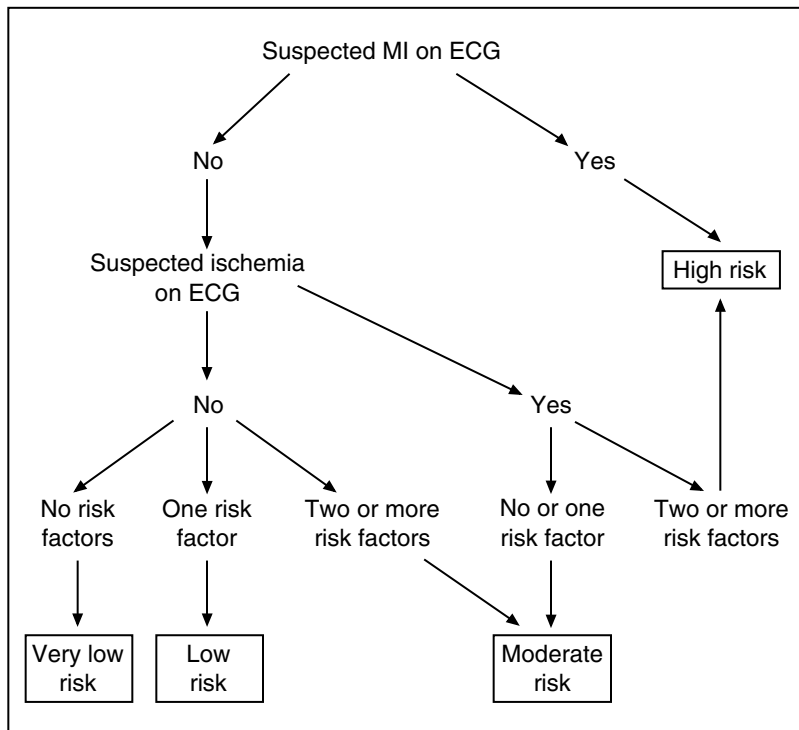 Suspected MI on ECG
No
Yes
Suspected ischemia
on ECG
High risk
No
Yes
No risk
factors
One risk
factor
Two or more
risk factors
No or one
risk factor
Two or more
risk factors
Very low
risk
Low
risk
Moderate
risk